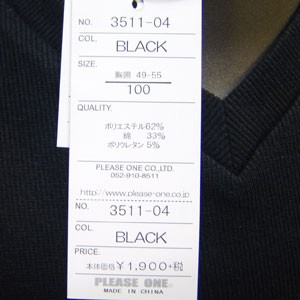 NO. 3511-04
COL. BLACK
SIZE. 胸囲 49-55
100
QUALITY.
ポリエステル62%
綿 33%
ポリウレタン 5%
PLEASE ONE CO.,LTD.
052-910-8511
http://www.please-one.co.jp
NO. 3511-04
COL. BLACK
PRICE.
本体価格 ¥1,900+税
PLEASE ONE.
MADE IN CHINA